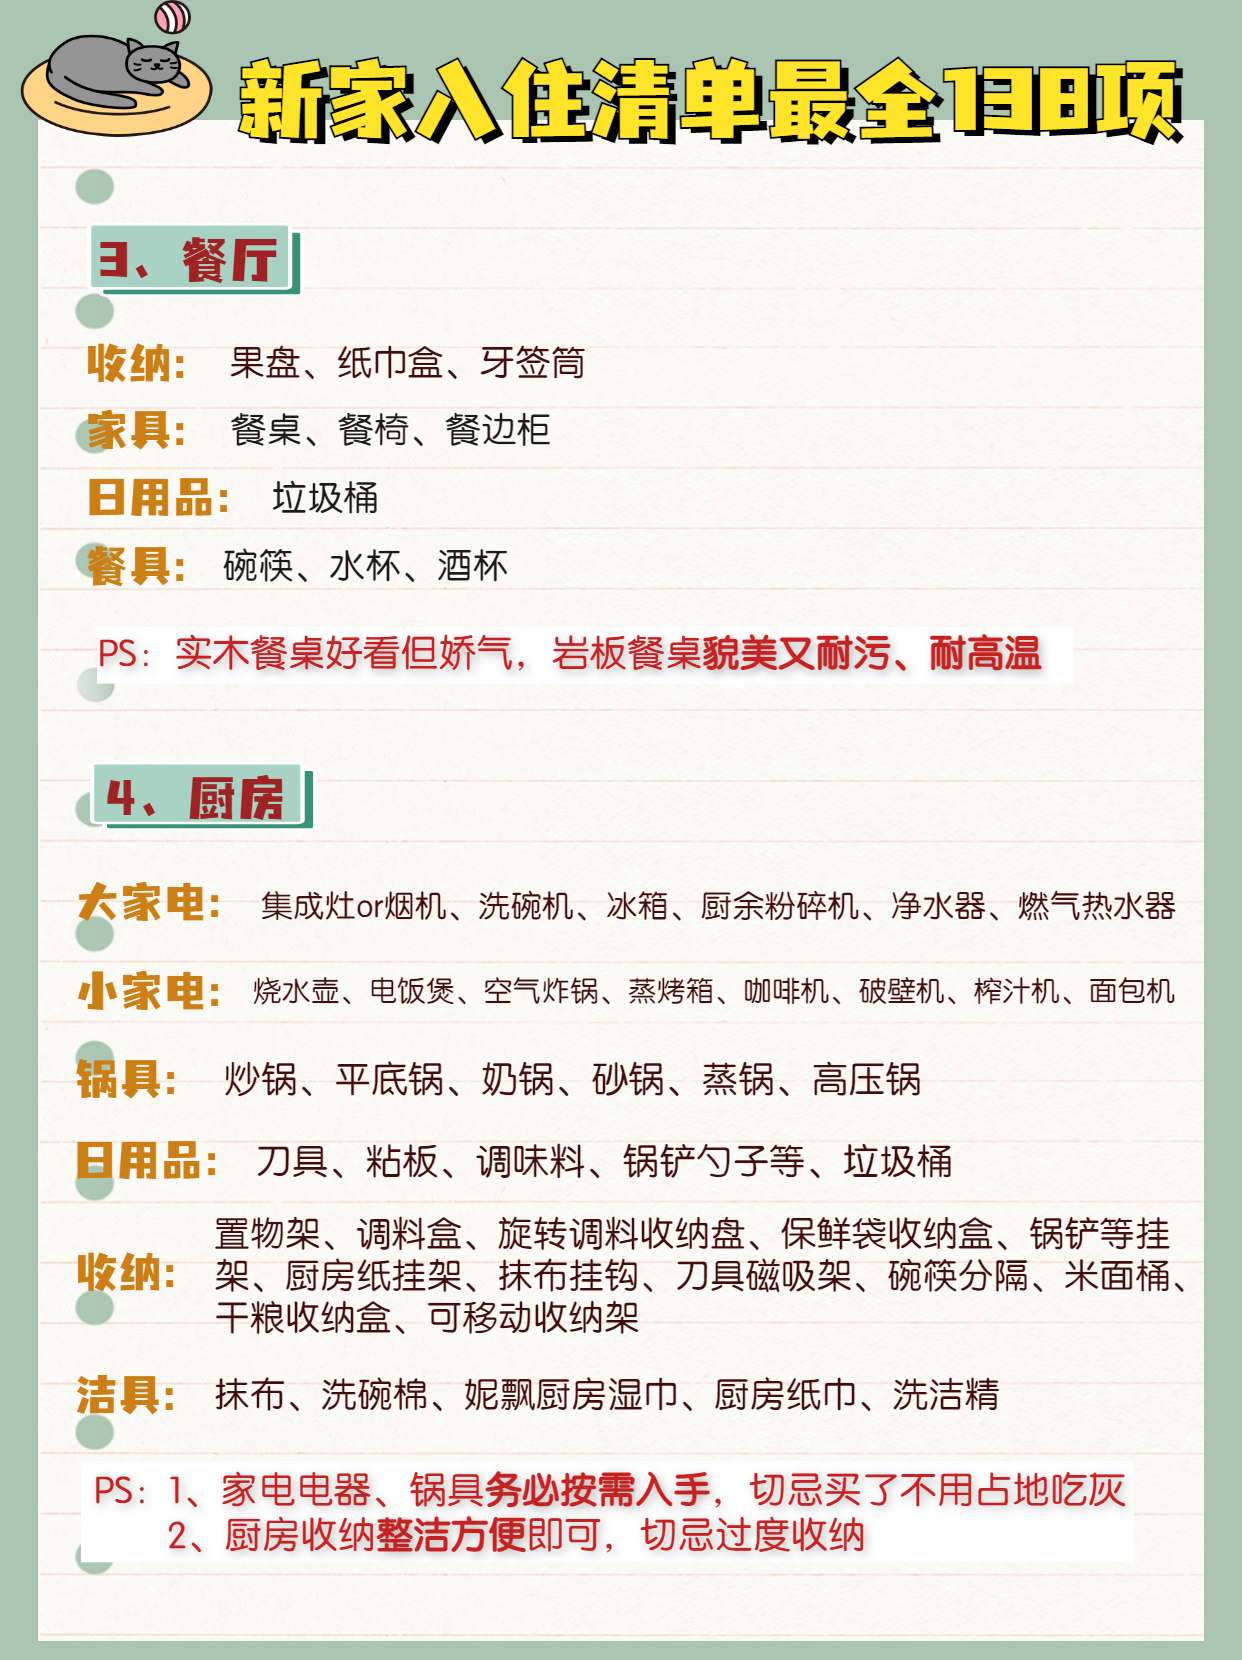 新家入住清单最全138项
3、餐厅
收纳: 果盘、纸巾盒、牙签筒
家具: 餐桌、餐椅、餐边柜
日用品: 垃圾桶
餐具: 碗筷、水杯、酒杯
PS: 实木餐桌好看但娇气，岩板餐桌貌美又耐污、耐高温
4、厨房
大家电: 集成灶or烟机、洗碗机、冰箱、厨余粉碎机、净水器、燃气热水器
小家电: 烧水壶、电饭煲、空气炸锅、蒸烤箱、咖啡机、破壁机、榨汁机、面包机
锅具: 炒锅、平底锅、奶锅、砂锅、蒸锅、高压锅
日用品: 刀具、粘板、调味料、锅铲勺子等、垃圾桶
收纳: 置物架、调料盒、旋转调料收纳盘、保鲜袋收纳盒、锅铲等挂
架、厨房纸挂架、抹布挂钩、刀具磁吸架、碗筷分隔、米面桶、
干粮收纳盒、可移动收纳架
洁具: 抹布、洗碗棉、妮飘厨房湿巾、厨房纸巾、洗洁精
PS: 1、家电电器、锅具务必按需入手，切忌买了不用占地吃灰
2、厨房收纳整洁方便即可，切忌过度收纳